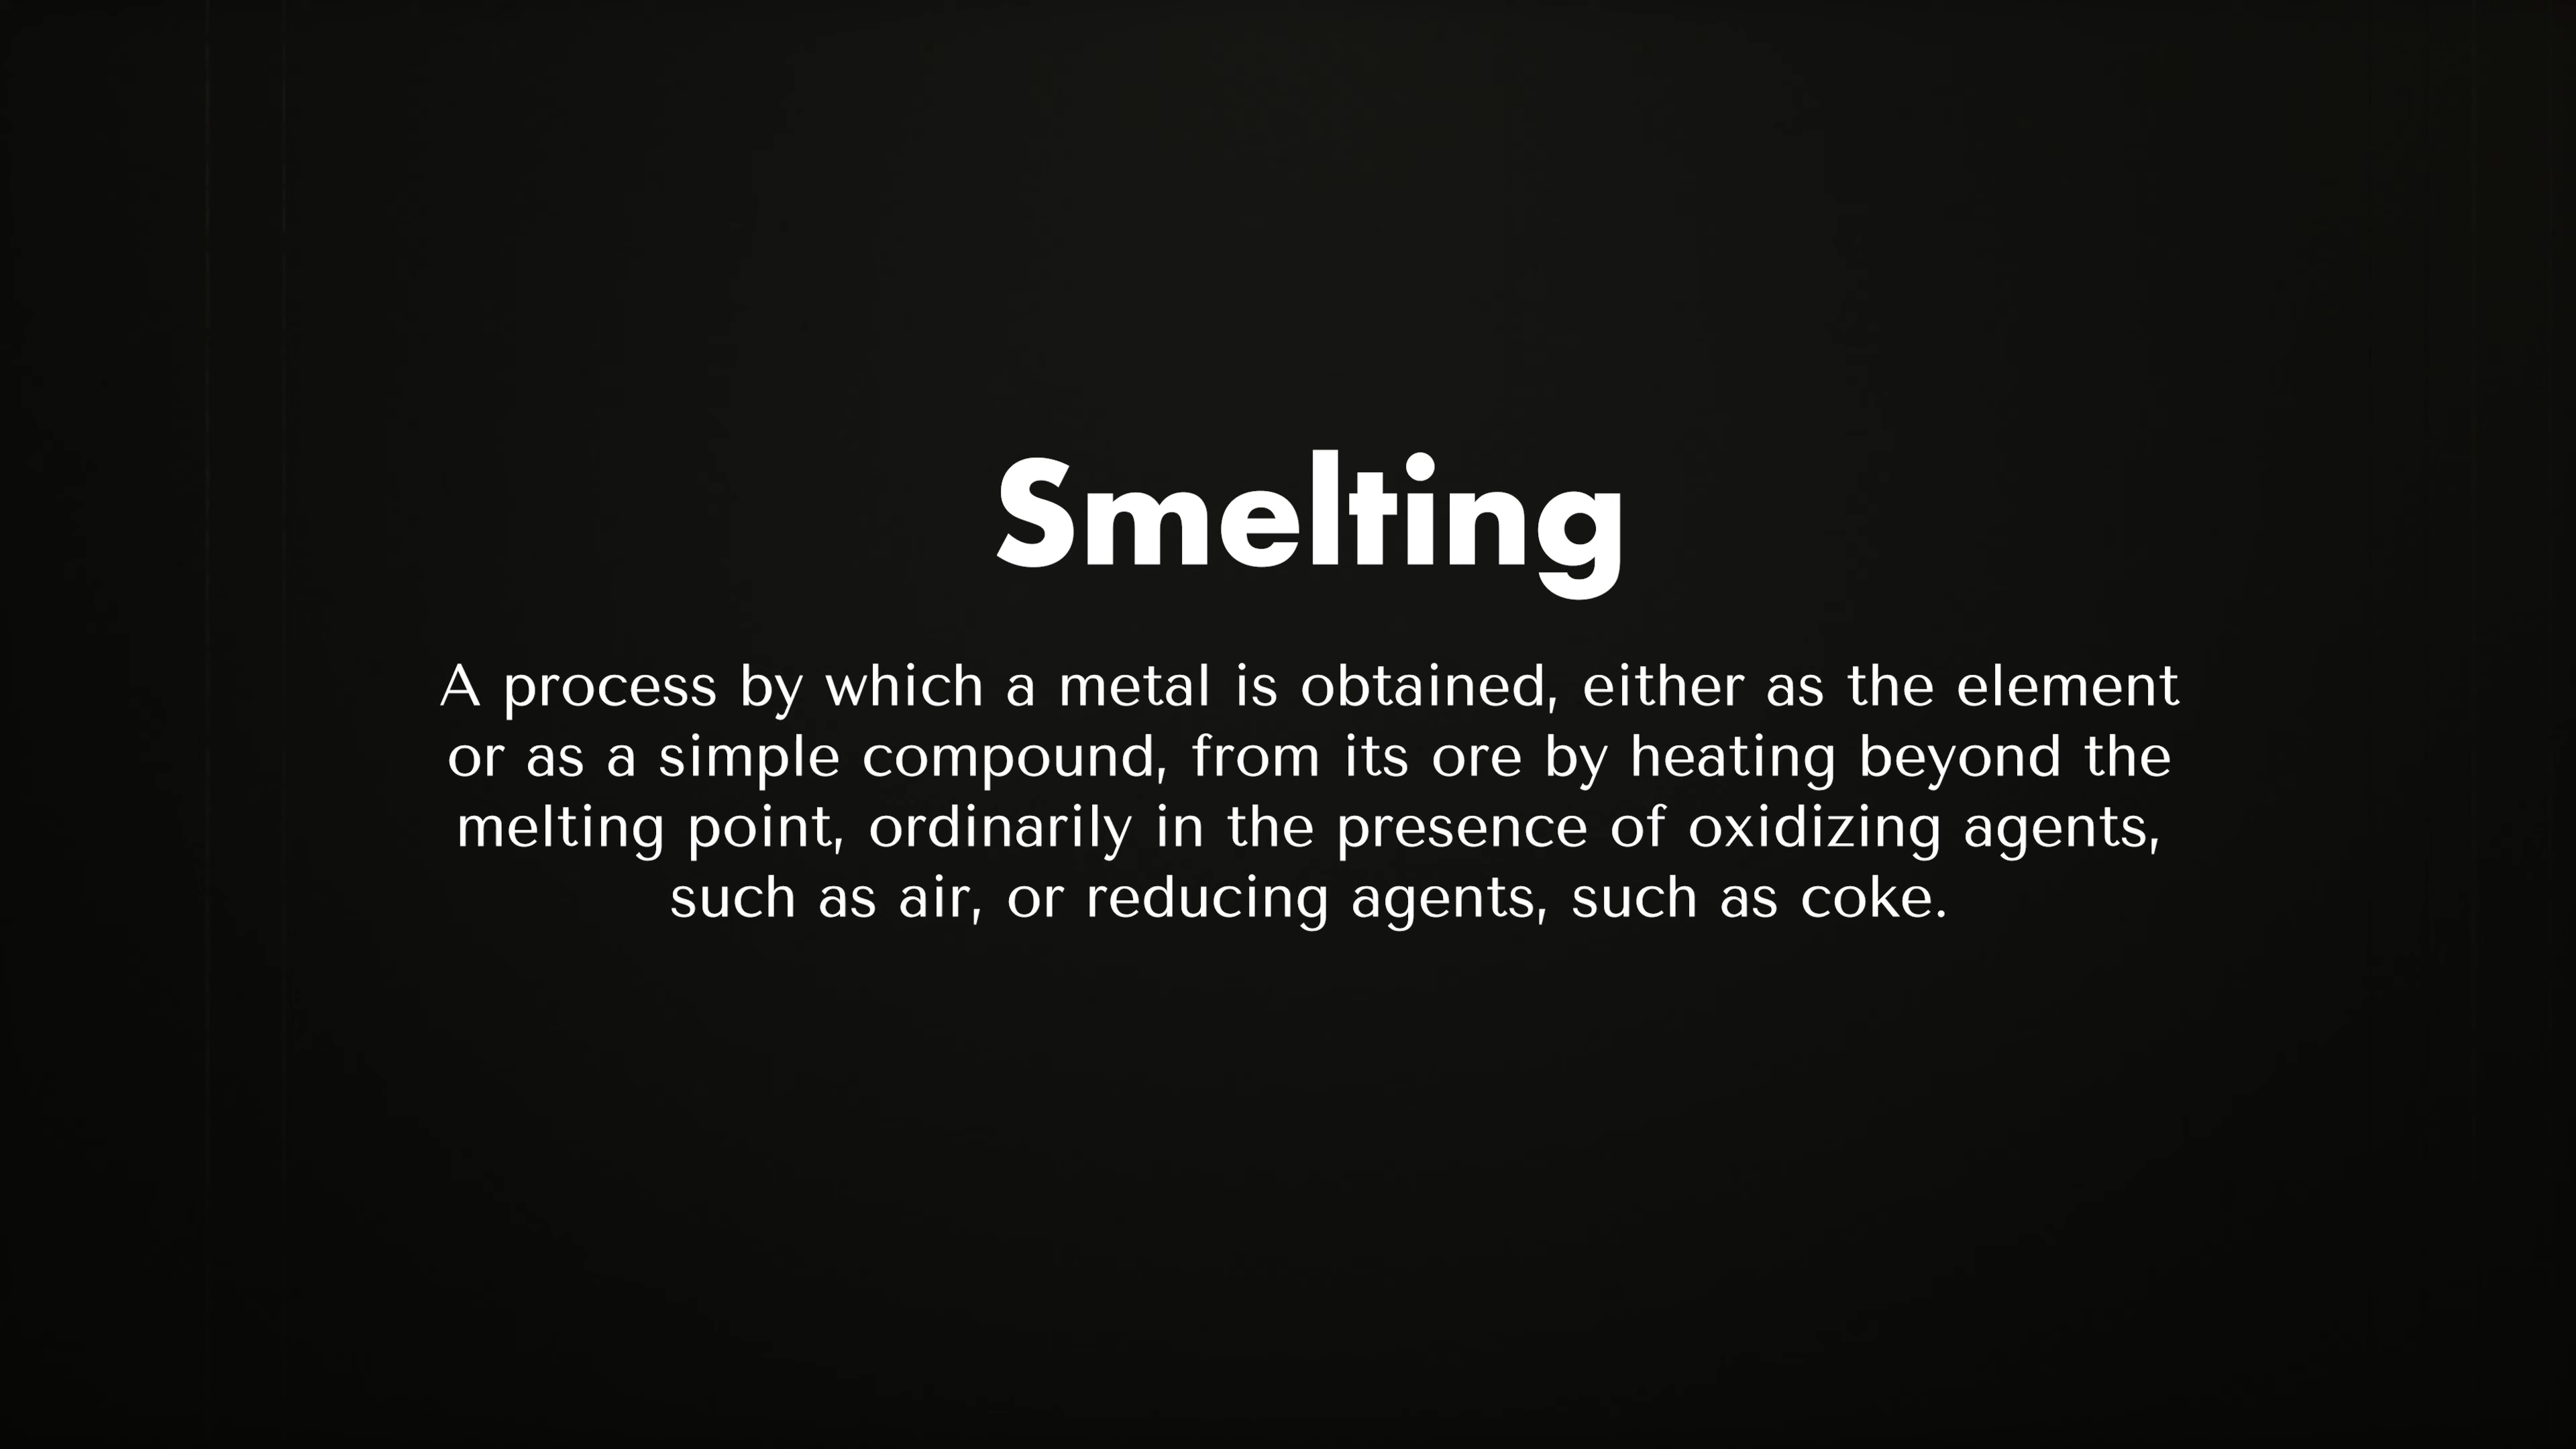 Smelting
A process by which a metal is obtained, either as the element
or as a simple compound, from its ore by heating beyond the
melting point, ordinarily in the presence of oxidizing agents,
such as air, or reducing agents, such as coke.